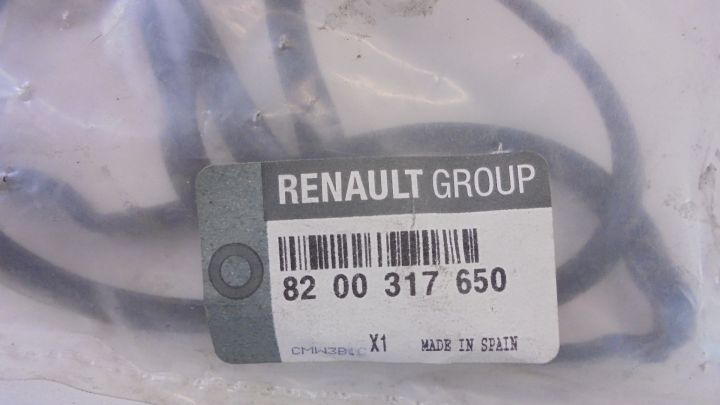 RENAULT GROUP
82 00 317 650
X1 MADE IN SPAIN